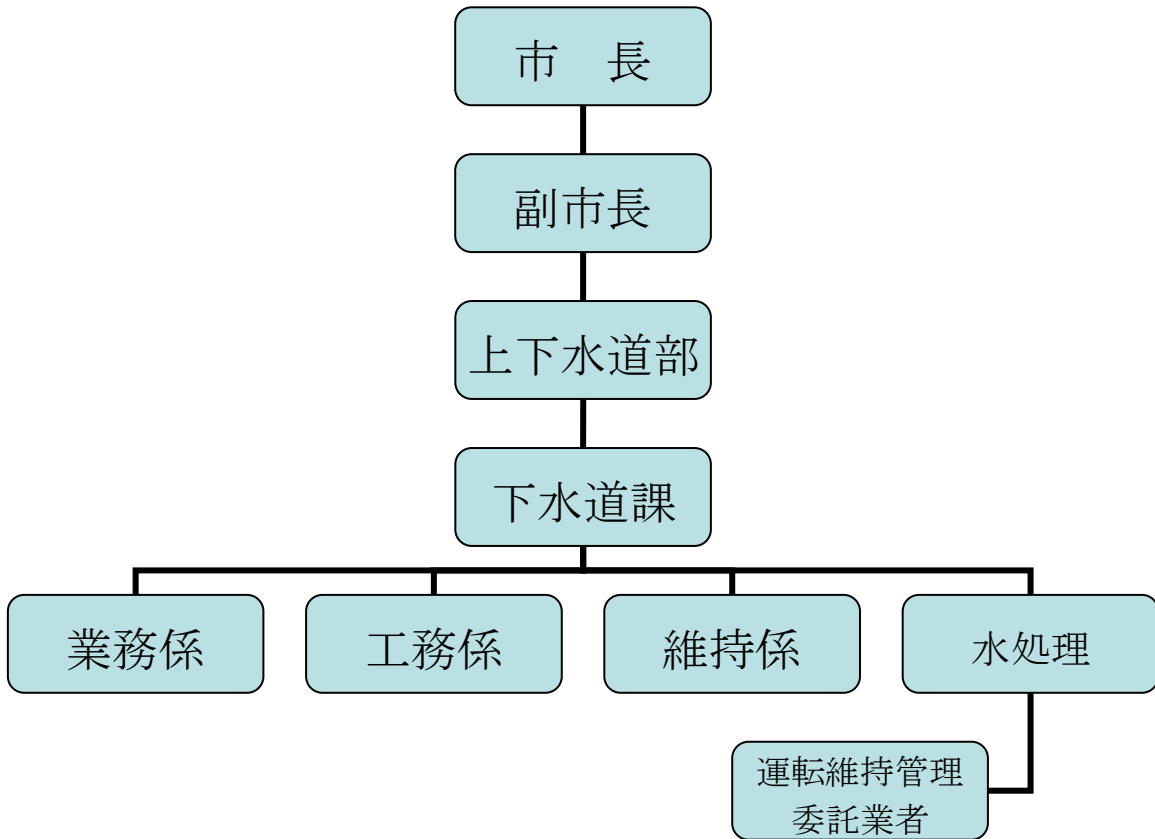 市　長
副市長
上下水道部
下水道課
業務係
工務係
維持係
水処理
運転維持管理
委託業者